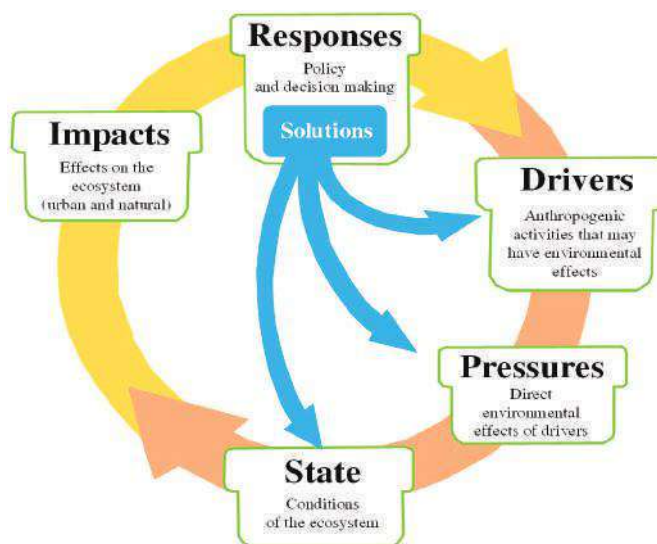 Responses
Policy
and decision making
Solutions
Impacts
Effects on the
ecosystem
(urban and natural)
Drivers
Anthropogenic
activities that may
have environmental
effects
Pressures
Direct
environmental
effects of drivers
State
Conditions
of the ecosystem